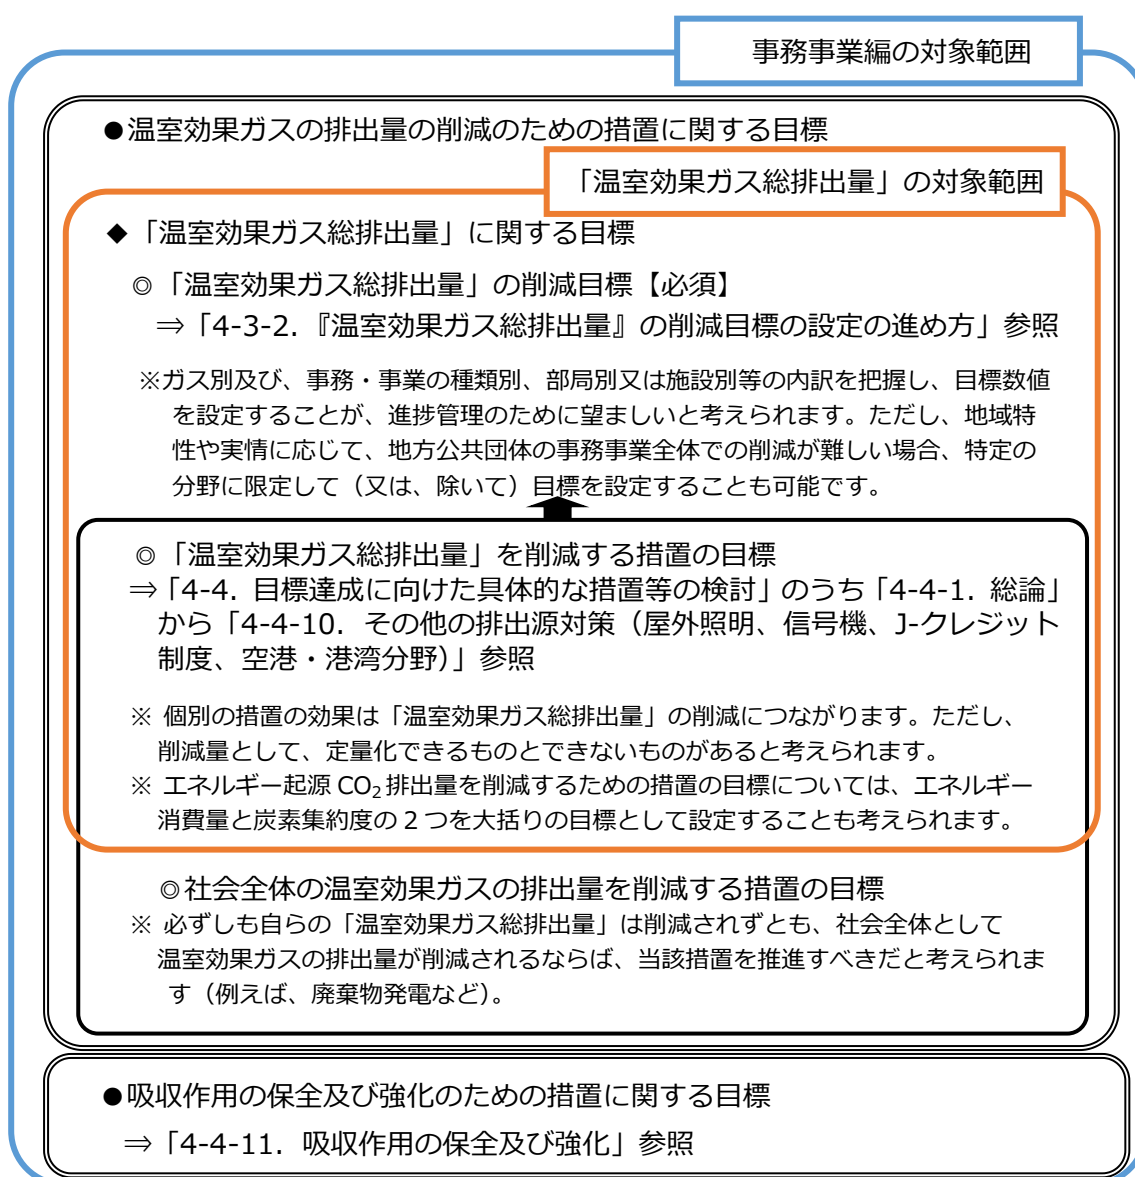 事務事業編の対象範囲
●温室効果ガスの排出量の削減のための措置に関する目標
「温室効果ガス総排出量」の対象範囲
◆「温室効果ガス総排出量」に関する目標
◎「温室効果ガス総排出量」の削減目標【必須】
⇒「4-3-2．『温室効果ガス総排出量』の削減目標の設定の進め方」参照
※ガス別及び、事務・事業の種類別、部局別又は施設別等の内訳を把握し、目標数値
を設定することが、進捗管理のために望ましいと考えられます。ただし、地域特
性や実情に応じて、地方公共団体の事務事業全体での削減が難しい場合、特定の
分野に限定して（又は、除いて）目標を設定することも可能です。
◎「温室効果ガス総排出量」を削減する措置の目標
⇒「4-4．目標達成に向けた具体的な措置等の検討」のうち「4-4-1．総論」
から「4-4-10．その他の排出源対策（屋外照明、信号機、J-クレジット
制度、空港・港湾分野）」参照
※ 個別の措置の効果は「温室効果ガス総排出量」の削減につながります。ただし、
削減量として、定量化できるものとできないものがあると考えられます。
※ エネルギー起源 CO₂ 排出量を削減するための措置の目標については、エネルギー
消費量と炭素集約度の２つを大括りの目標として設定することも考えられます。
◎社会全体の温室効果ガスの排出量を削減する措置の目標
※ 必ずしも自らの「温室効果ガス総排出量」は削減されずとも、社会全体として
温室効果ガスの排出量が削減されるならば、当該措置を推進すべきだと考えられま
す（例えば、廃棄物発電など）。
●吸収作用の保全及び強化のための措置に関する目標
⇒「4-4-11．吸収作用の保全及び強化」参照